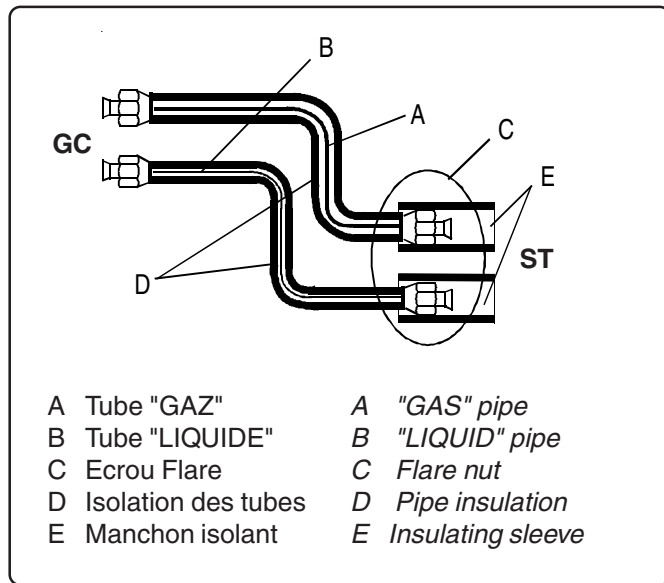 B
A
C
GC
E
ST
D
A Tube "GAZ"
B Tube "LIQUIDE"
C Ecrou Flare
D Isolation des tubes
E Manchon isolant
A "GAS" pipe
B "LIQUID" pipe
C Flare nut
D Pipe insulation
E Insulating sleeve